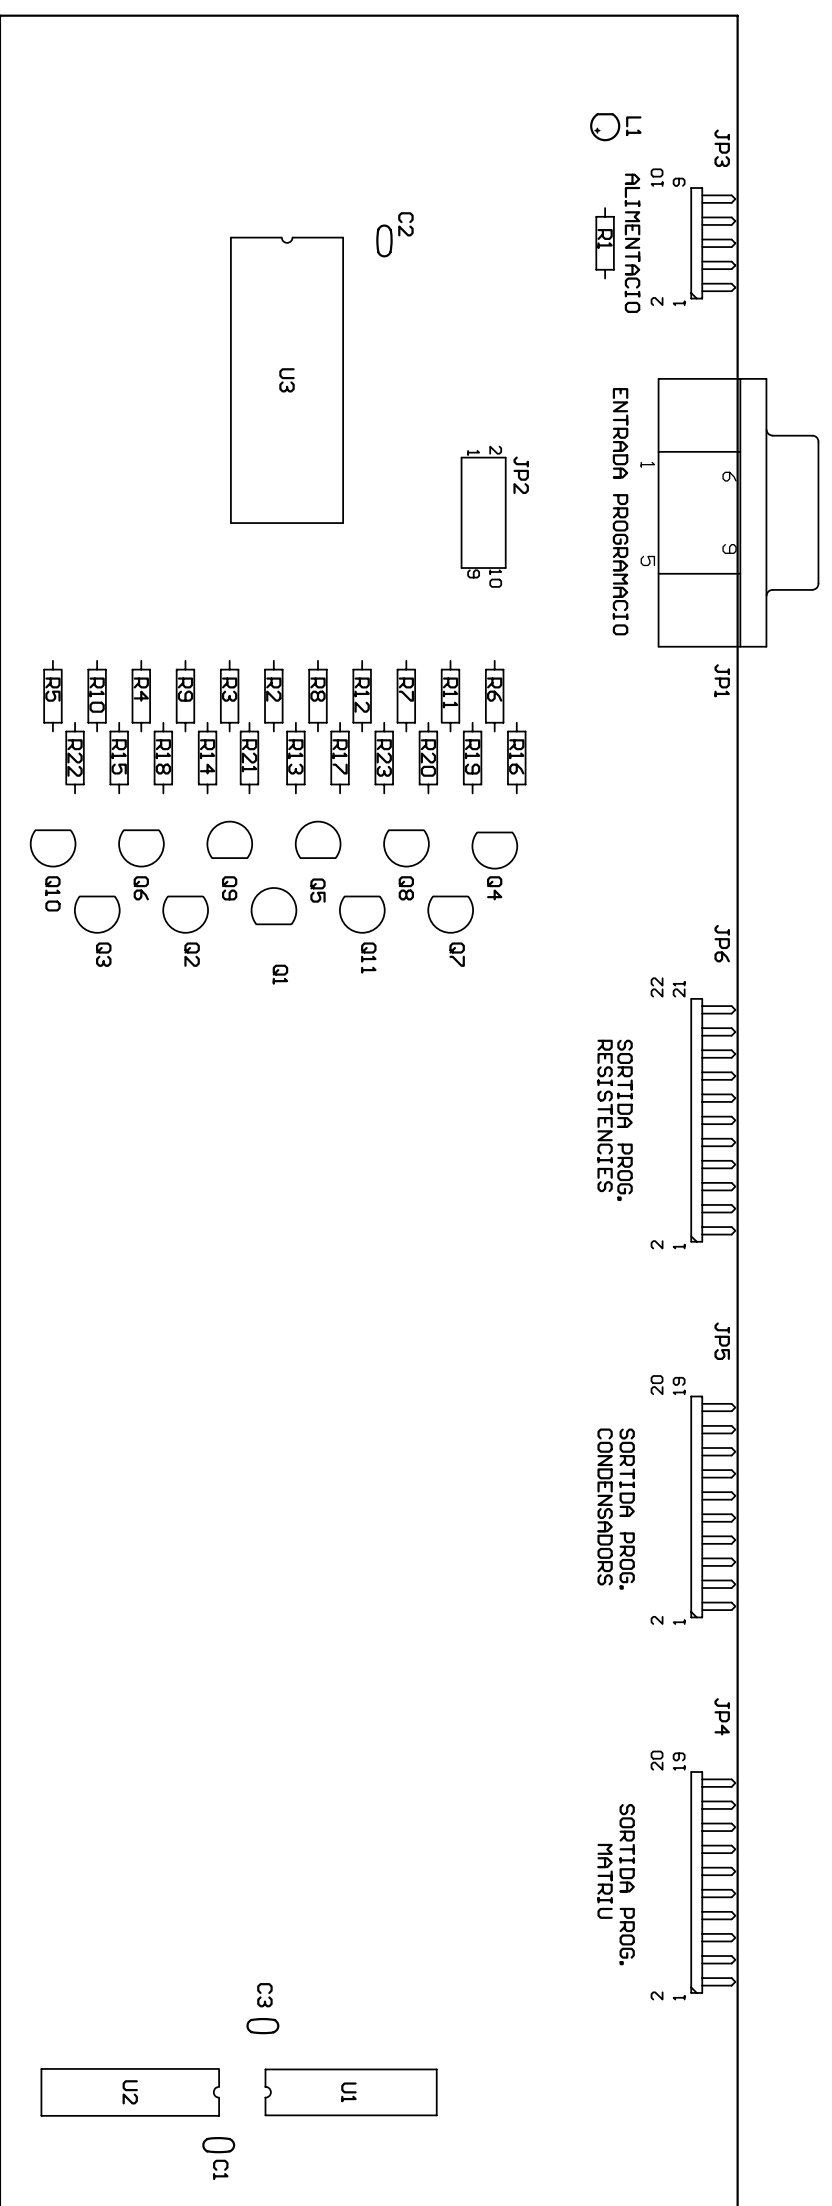 JP3
L1
10 9
ALIMENTACIO
R1
2 1
C2
U3
ENTRADA PROGRAMACIO
1 6
5 9
JP2
1 2
9 10
JP1
R5 R10 R4 R9 R3 R2 R8 R12 R7 R11 R6
R22 R15 R18 R14 R21 R13 R17 R23 R20 R19 R16
Q10 Q6 Q9 Q5 Q8 Q4
Q3 Q2 Q1 Q11 Q7
JP6
22 21
SORTIDA PROG.
RESISTENCIES
2 1
JP5
20 19
SORTIDA PROG.
CONDENSADORS
2 1
JP4
20 19
SORTIDA PROG.
MATRIU
2 1
C3
U2 U1
C1